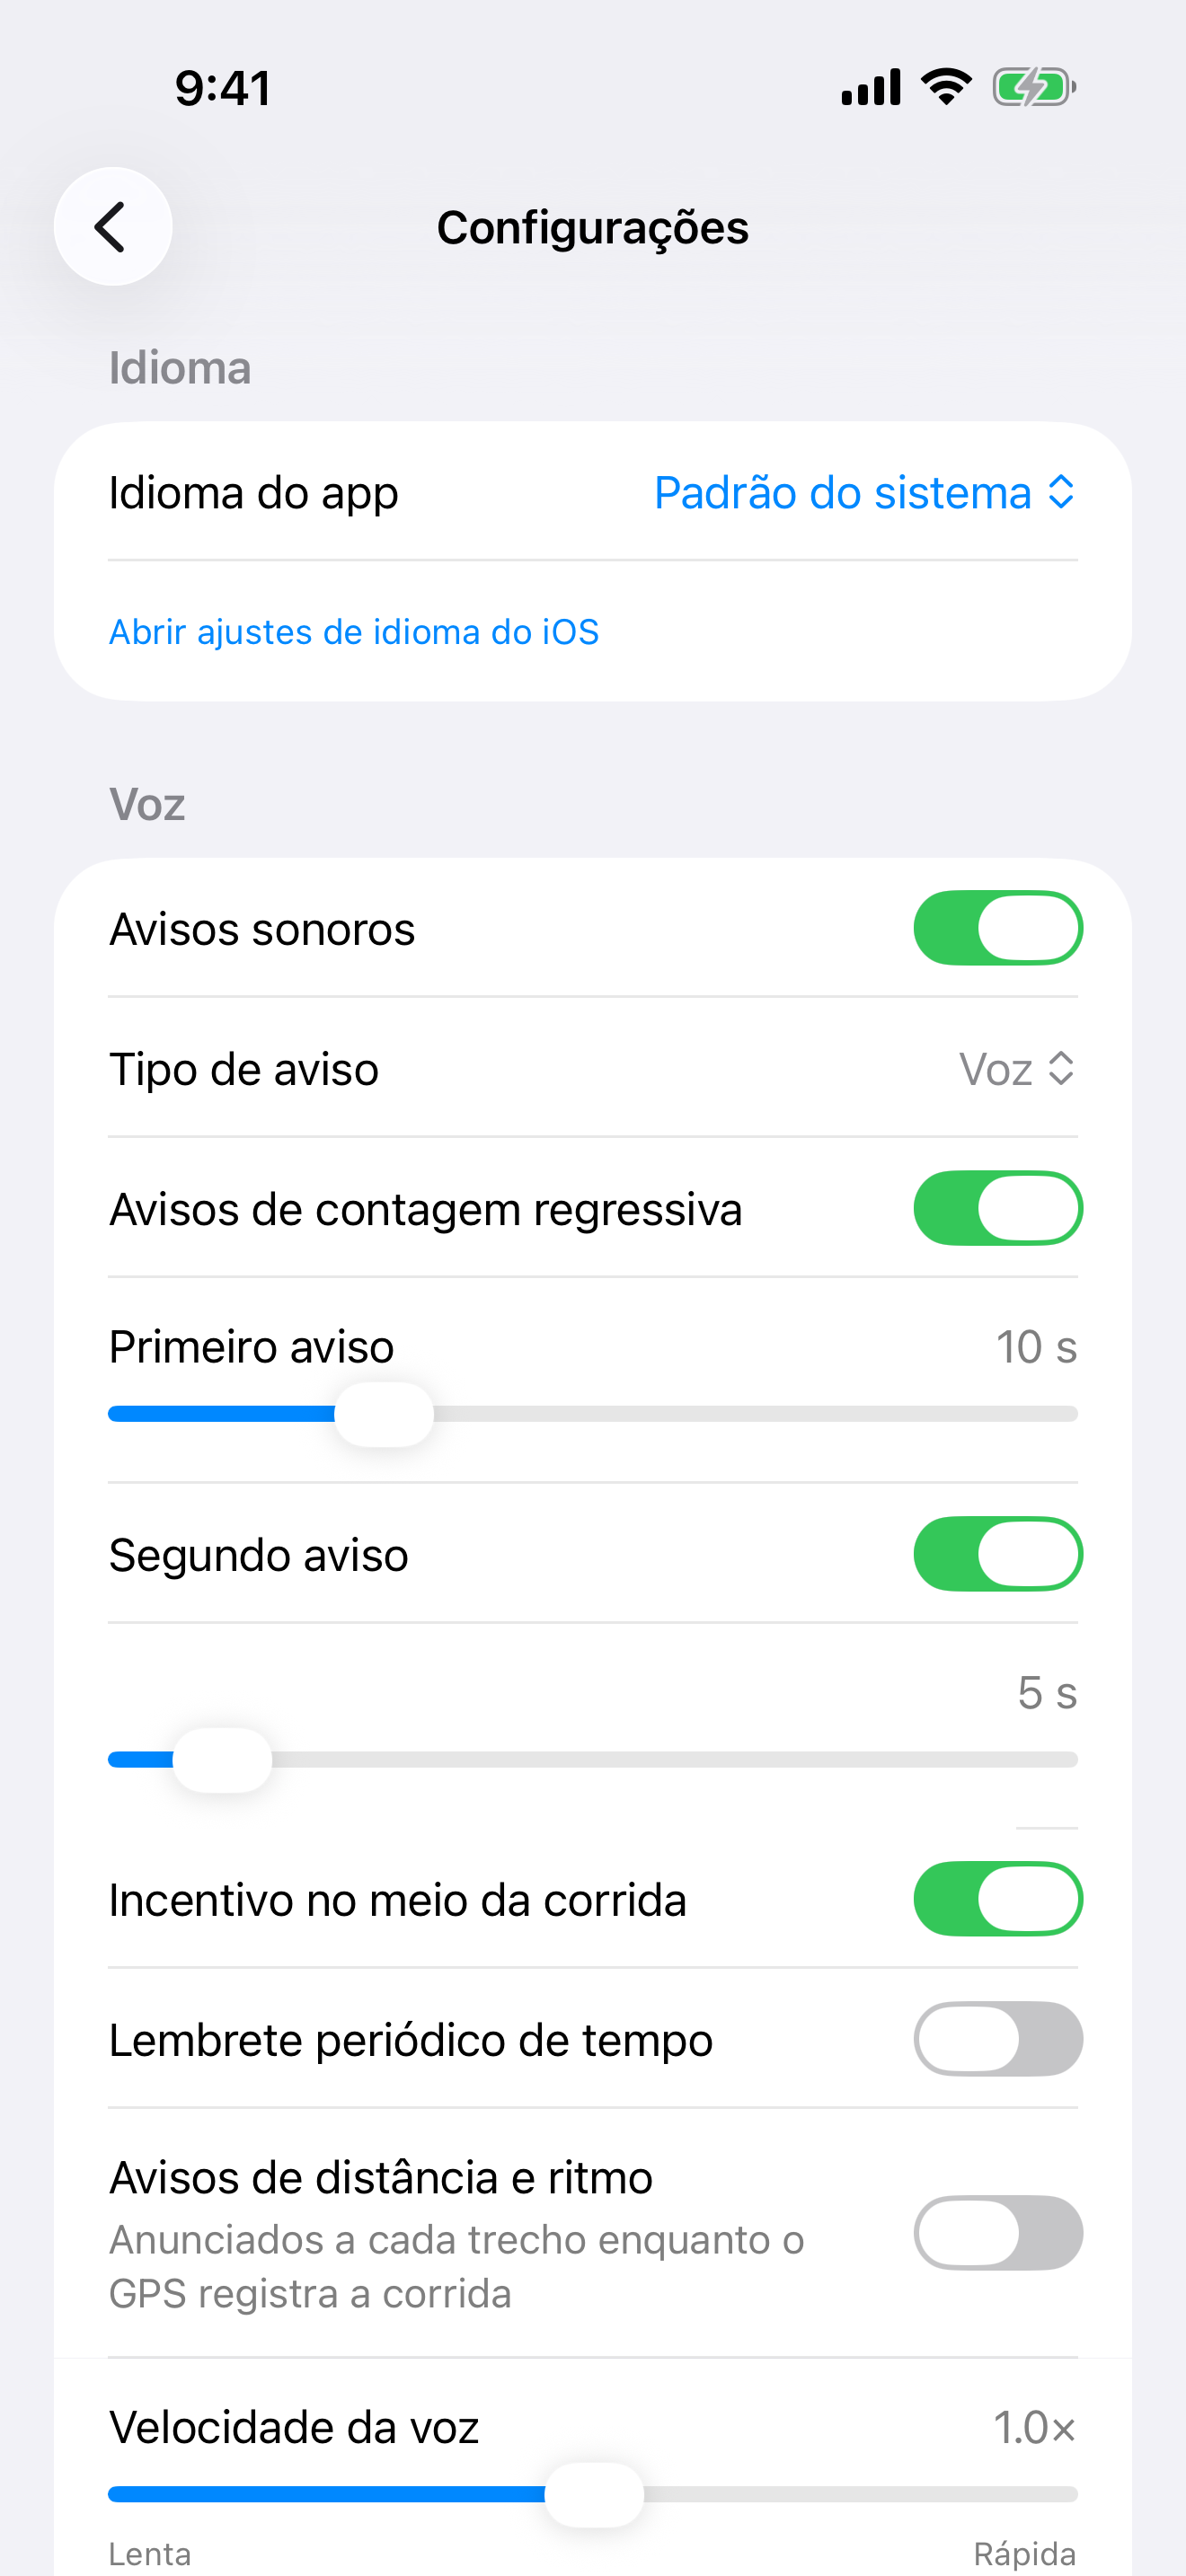 9:41
Configurações
Idioma
Idioma do app Padrão do sistema
Abrir ajustes de idioma do iOS
Voz
Avisos sonoros
Tipo de aviso Voz
Avisos de contagem regressiva
Primeiro aviso 10 s
Segundo aviso
5 s
Incentivo no meio da corrida
Lembrete periódico de tempo
Avisos de distância e ritmo
Anunciados a cada trecho enquanto o
GPS registra a corrida
Velocidade da voz 1.0×
Lenta Rápida